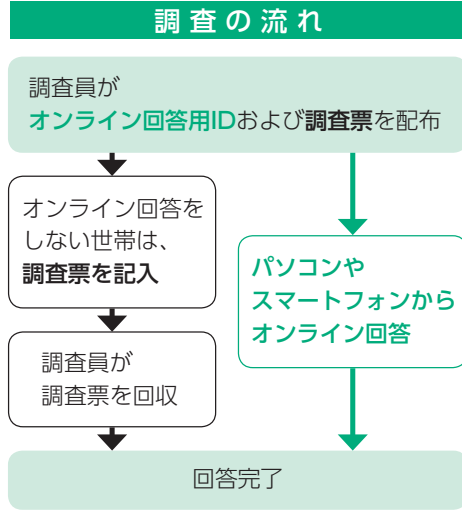 調査の流れ
調査員が
オンライン回答用IDおよび調査票を配布
オンライン回答を
しない世帯は、
調査票を記入
調査員が
調査票を回収
パソコンや
スマートフォンから
オンライン回答
回答完了